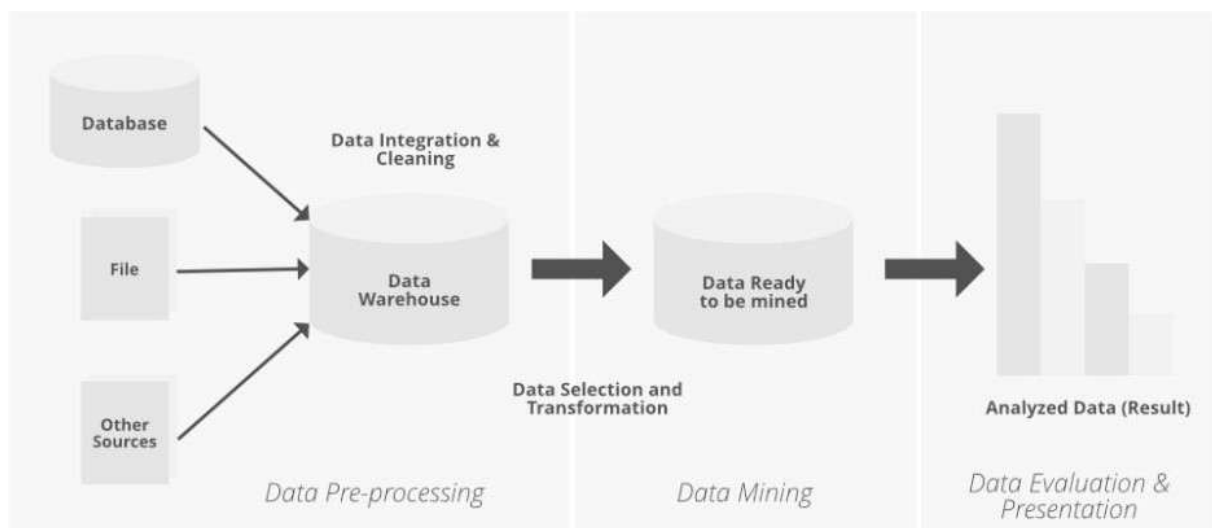 Database
Data Integration &
Cleaning
File
Data
Warehouse
Data Ready
to be mined
Other
Sources
Data Selection and
Transformation
Analyzed Data (Result)
Data Pre-processing
Data Mining
Data Evaluation &
Presentation